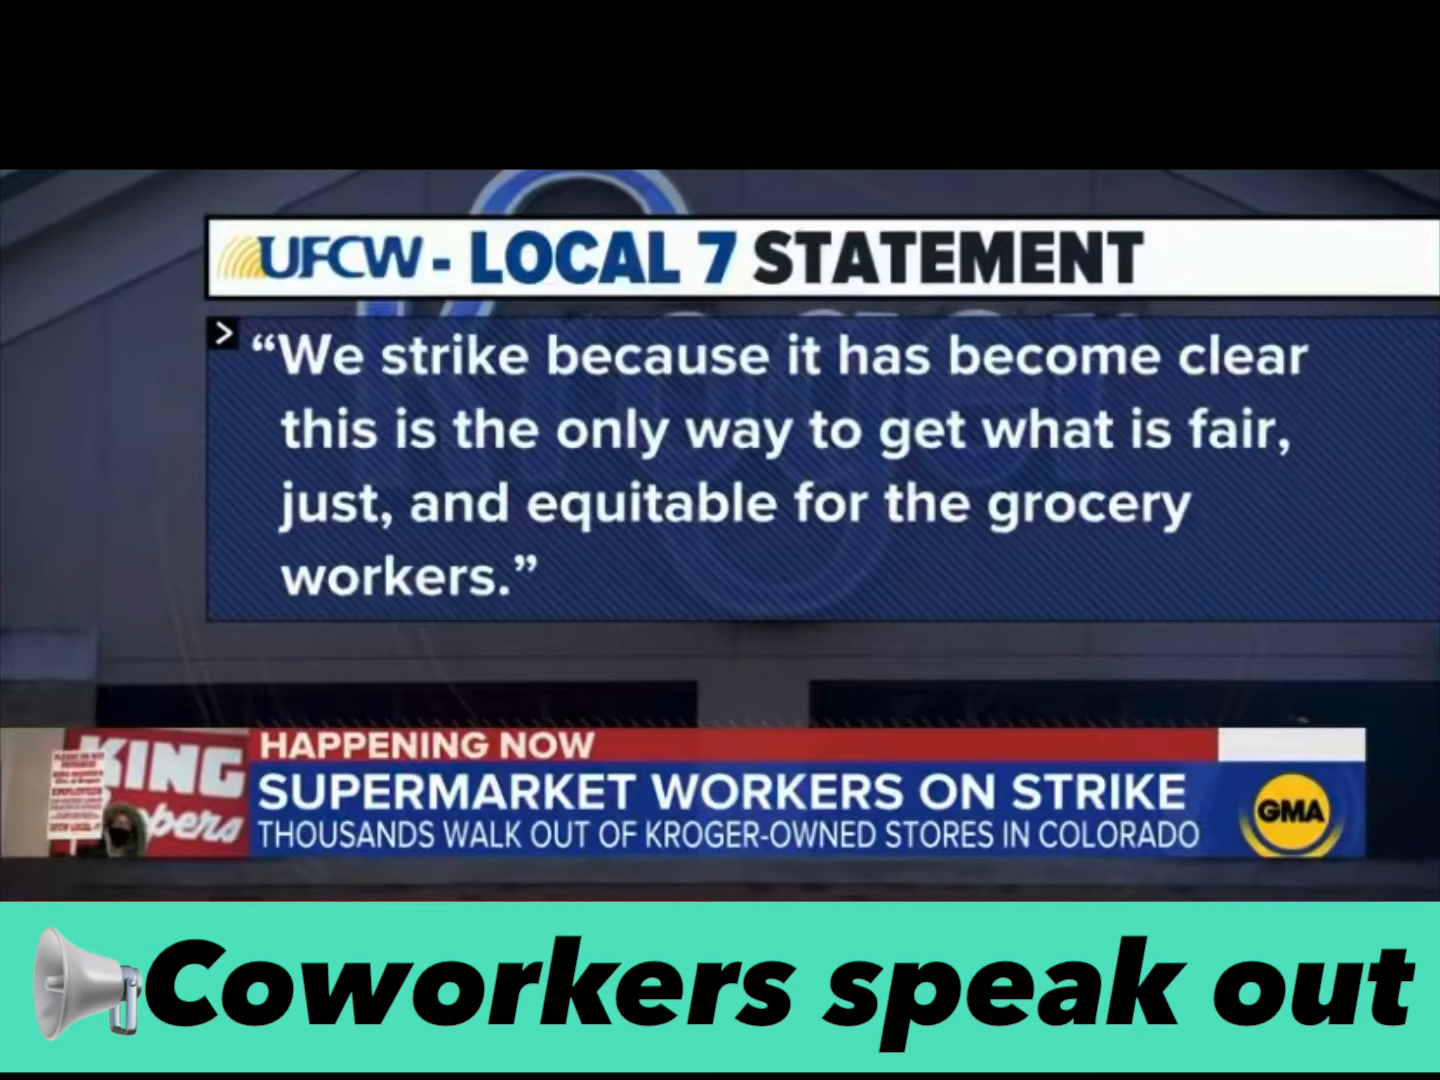 UFCW - LOCAL 7 STATEMENT
“We strike because it has become clear
this is the only way to get what is fair,
just, and equitable for the grocery
workers.”
KING
HAPPENING NOW
SUPERMARKET WORKERS ON STRIKE
THOUSANDS WALK OUT OF KROGER-OWNED STORES IN COLORADO
GMA
Coworkers speak out